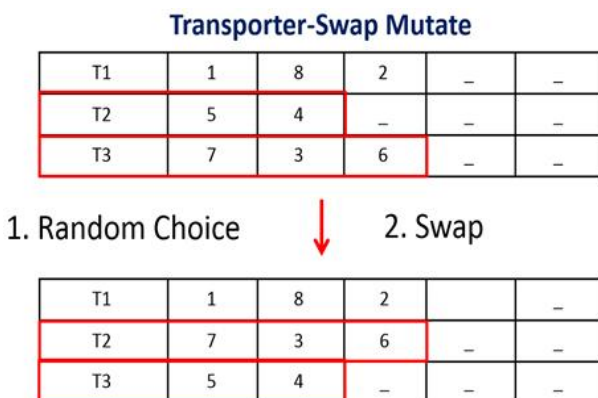 Transporter-Swap Mutate
T1 1 8 2 _ _
T2 5 4 _ _ _
T3 7 3 6 _ _
1. Random Choice 2. Swap
T1 1 8 2 _
T2 7 3 6 _ _
T3 5 4 _ _ _